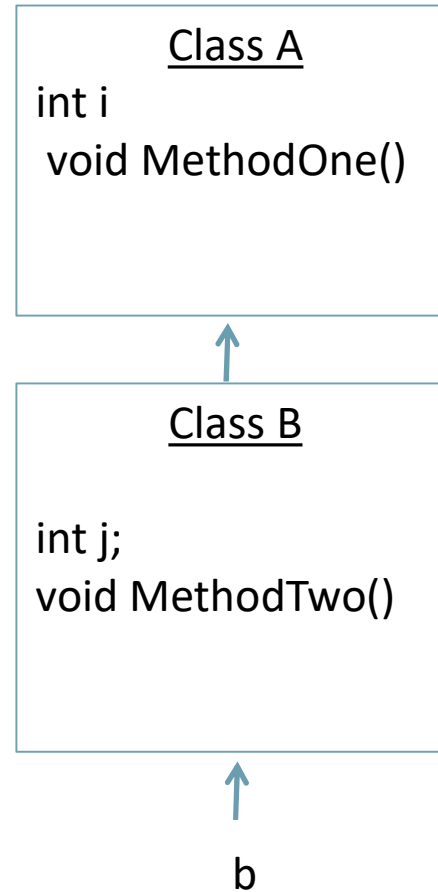 Class A
int i
void MethodOne()
Class B
int j;
void MethodTwo()
b